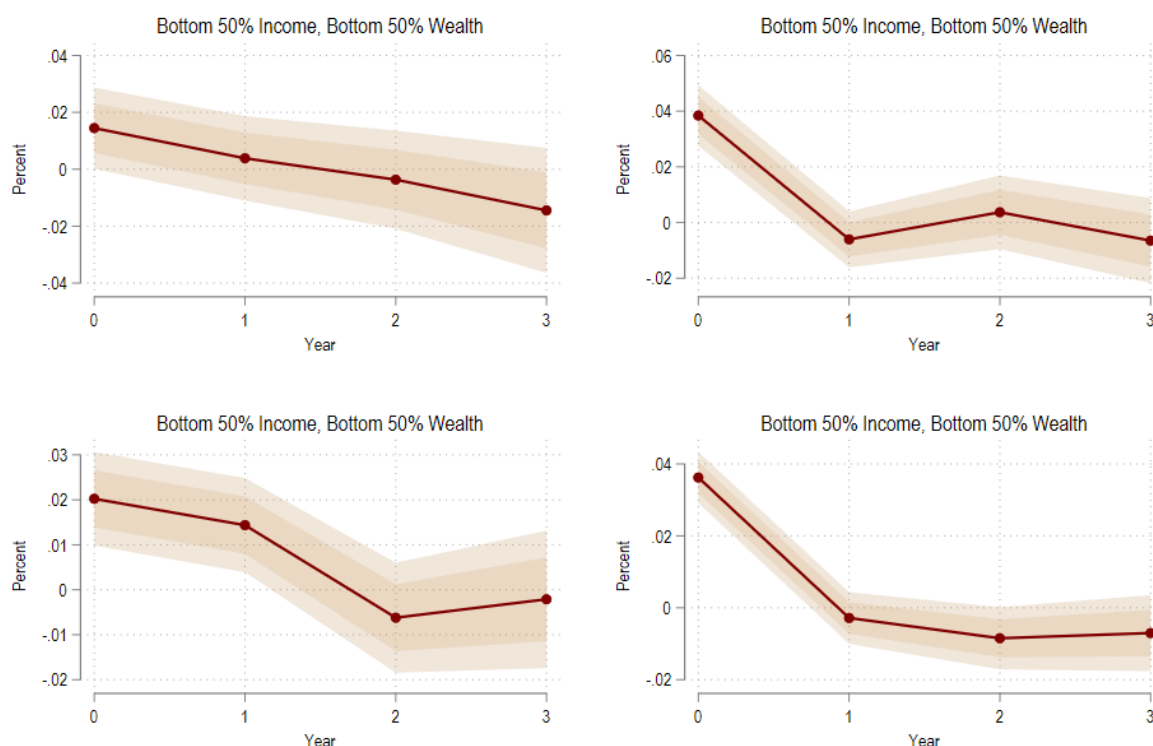 Bottom 50% Income, Bottom 50% Wealth
.04
.02
0
-.02
-.04
Percent
0 1 2 3
Year
Bottom 50% Income, Bottom 50% Wealth
.06
.04
.02
0
-.02
Percent
0 1 2 3
Year
Bottom 50% Income, Bottom 50% Wealth
.03
.02
.01
0
-.01
-.02
Percent
0 1 2 3
Year
Bottom 50% Income, Bottom 50% Wealth
.04
.02
0
-.02
Percent
0 1 2 3
Year